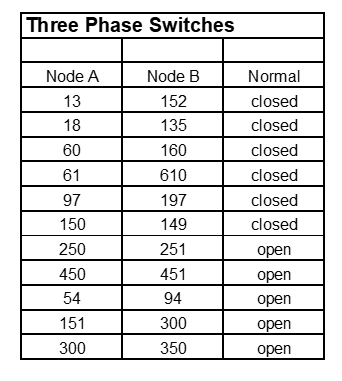 Three Phase Switches
Node A Node B Normal
13 152 closed
18 135 closed
60 160 closed
61 610 closed
97 197 closed
150 149 closed
250 251 open
450 451 open
54 94 open
151 300 open
300 350 open